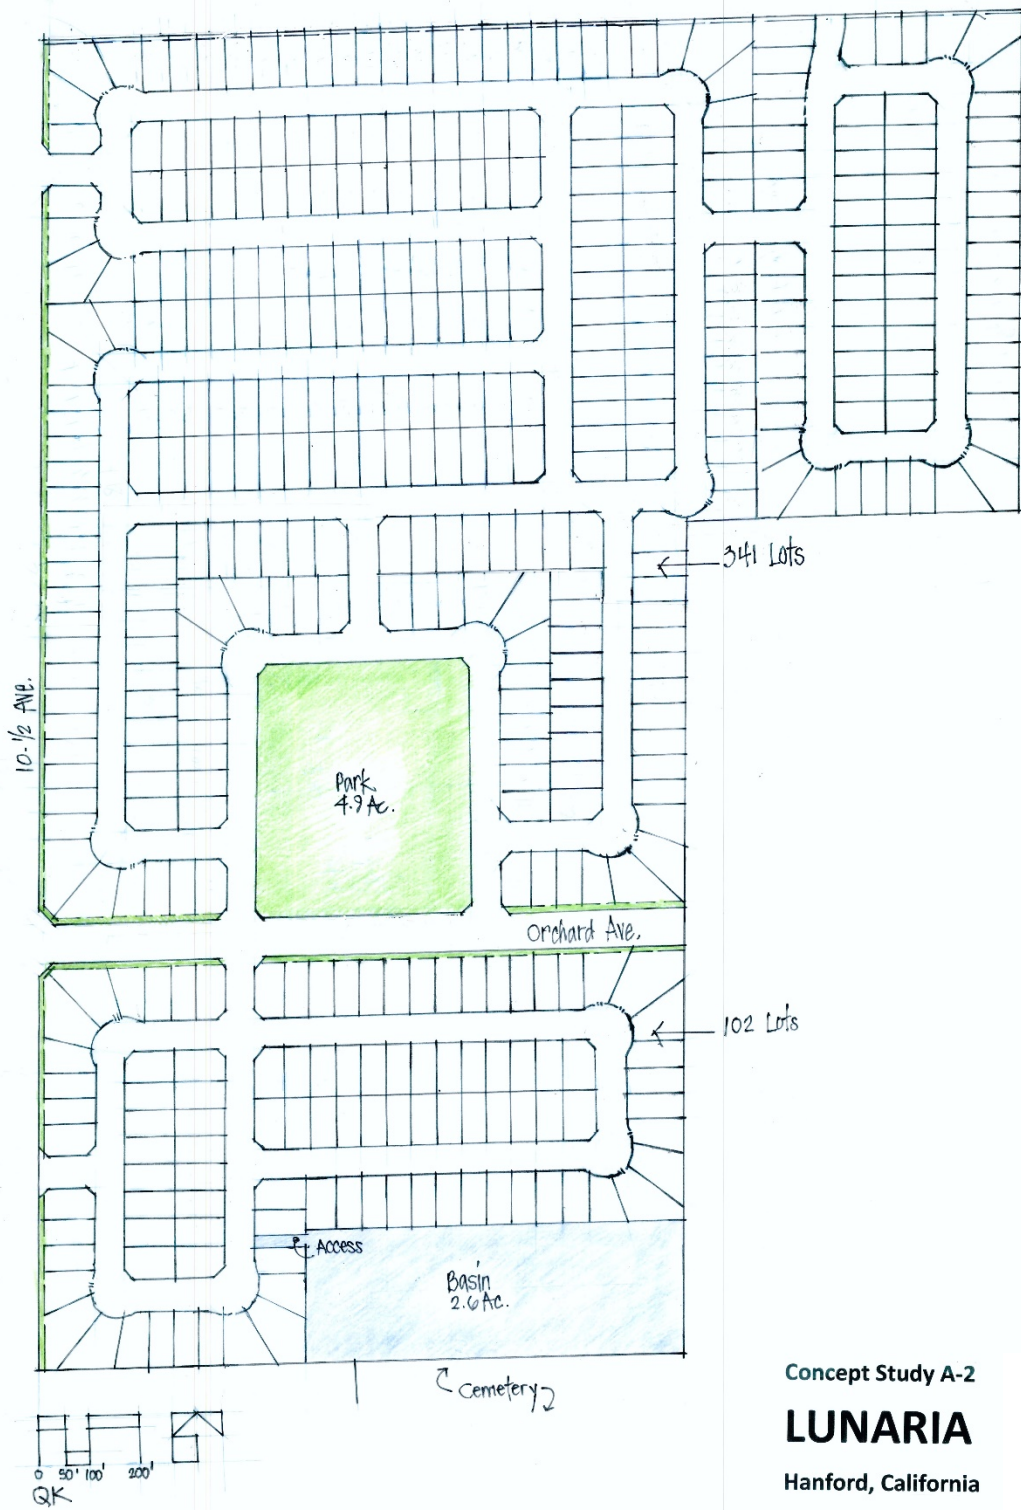 341 Lots
10-1/2 Ave.
Park
4.9 Ac.
Orchard Ave.
102 Lots
Access
Basin
2.6 Ac.
Cemetery
Concept Study A-2
LUNARIA
Hanford, California
0 50' 100' 200'
QK